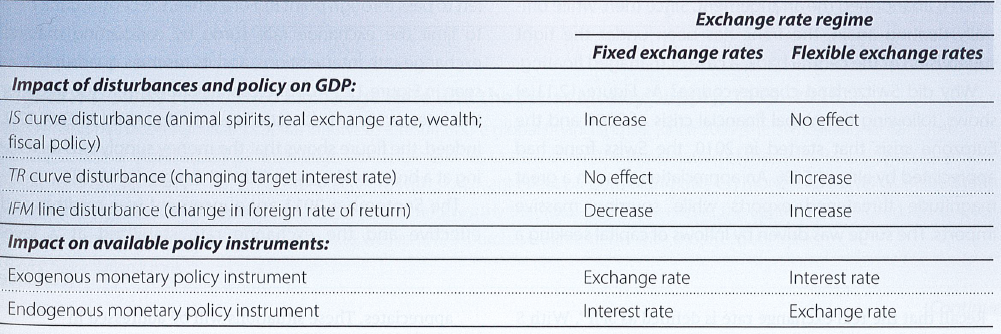 Exchange rate regime
Fixed exchange rates Flexible exchange rates
Impact of disturbances and policy on GDP:
IS curve disturbance (animal spirits, real exchange rate, wealth; Increase No effect
fiscal policy)
TR curve disturbance (changing target interest rate) No effect Increase
IFM line disturbance (change in foreign rate of return) Decrease Increase
Impact on available policy instruments:
Exogenous monetary policy instrument Exchange rate Interest rate
Endogenous monetary policy instrument Interest rate Exchange rate